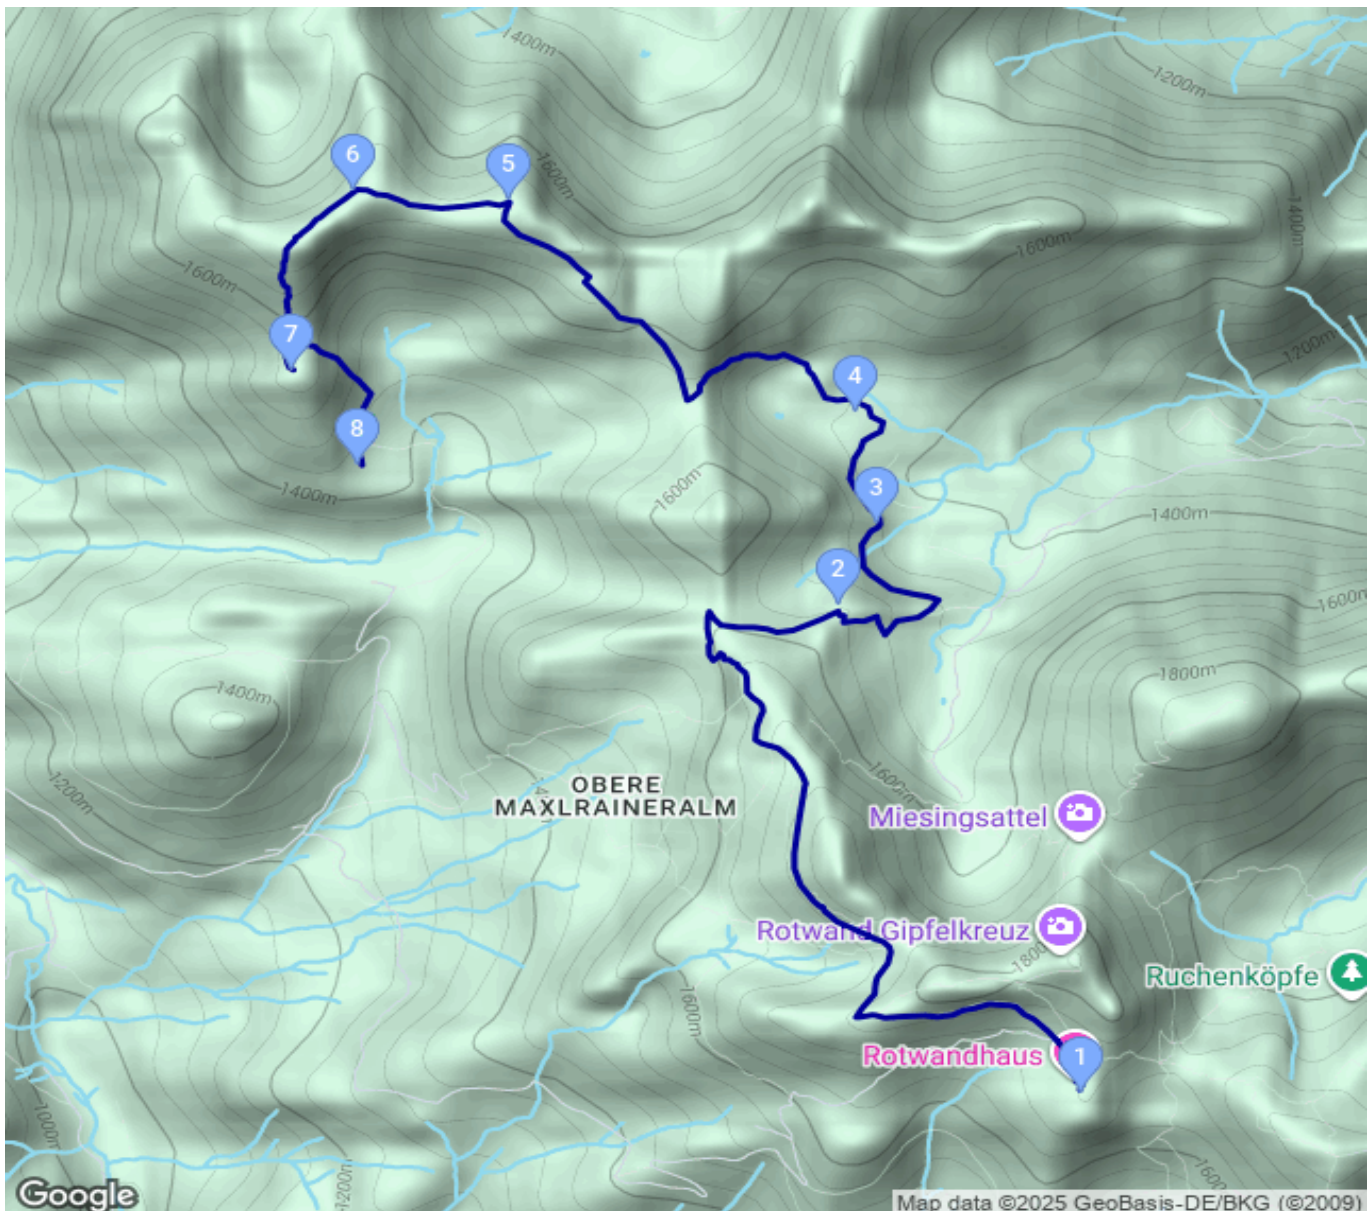 1400m
1200m
6
5
1600m
1400m
1600m
1600m
7
1200m
4
8
1600m
3
1400m
1400m
2
1600m
1800m
1400m
1600m
1200m
OBERE
MAXLRAINERALM
Miesingsattel
Rotwand Gipfelkreuz
Ruchenköpfe
1600m
Rotwandhaus
1
1000m
1200m
Google
Map data ©2025 GeoBasis-DE/BKG (©2009)